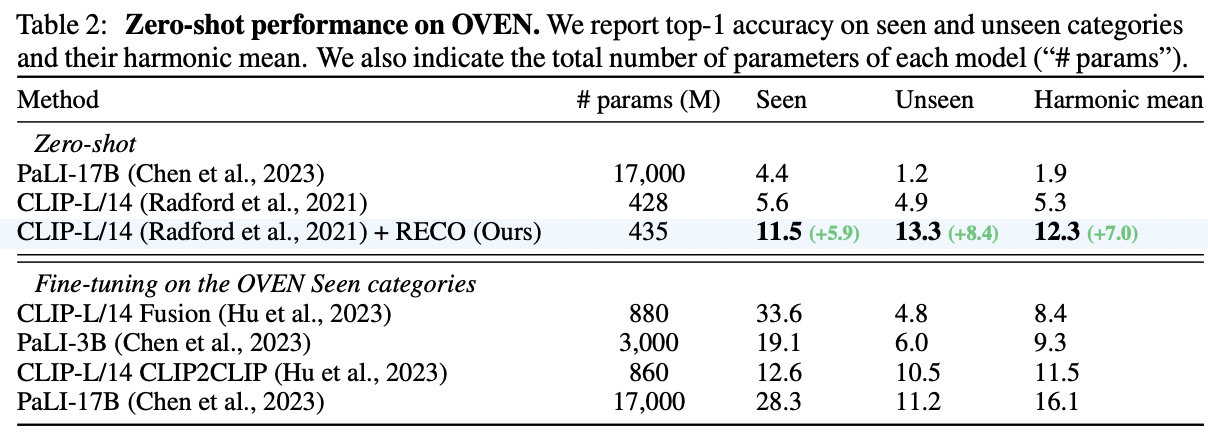 Table 2: Zero-shot performance on OVEN. We report top-1 accuracy on seen and unseen categories
and their harmonic mean. We also indicate the total number of parameters of each model (“# params”).
Method # params (M) Seen Unseen Harmonic mean
Zero-shot
PaLI-17B (Chen et al., 2023) 17,000 4.4 1.2 1.9
CLIP-L/14 (Radford et al., 2021) 428 5.6 4.9 5.3
CLIP-L/14 (Radford et al., 2021) + RECO (Ours) 435 11.5 (+5.9) 13.3 (+8.4) 12.3 (+7.0)
Fine-tuning on the OVEN Seen categories
CLIP-L/14 Fusion (Hu et al., 2023) 880 33.6 4.8 8.4
PaLI-3B (Chen et al., 2023) 3,000 19.1 6.0 9.3
CLIP-L/14 CLIP2CLIP (Hu et al., 2023) 860 12.6 10.5 11.5
PaLI-17B (Chen et al., 2023) 17,000 28.3 11.2 16.1